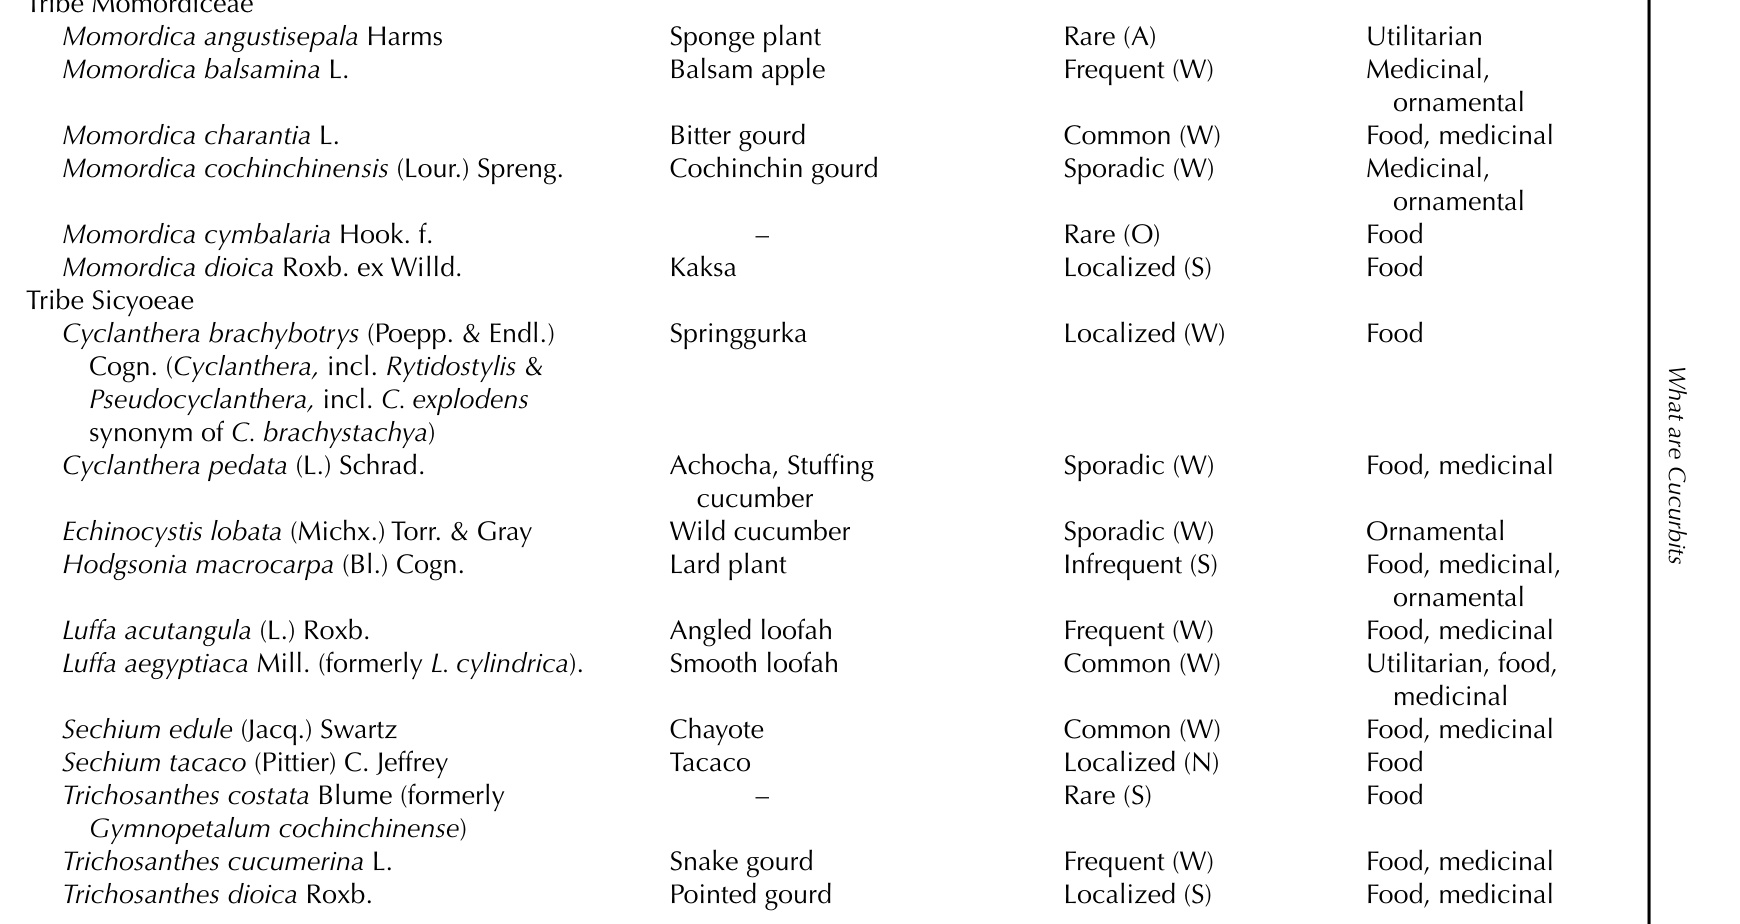 Tribe Momordiceae
Momordica angustisepala Harms Sponge plant Rare (A) Utilitarian
Momordica balsamina L. Balsam apple Frequent (W) Medicinal,
ornamental
Momordica charantia L. Bitter gourd Common (W) Food, medicinal
Momordica cochinchinensis (Lour.) Spreng. Cochinchin gourd Sporadic (W) Medicinal,
ornamental
Momordica cymbalaria Hook. f. – Rare (O) Food
Momordica dioica Roxb. ex Willd. Kaksa Localized (S) Food
Tribe Sicyoeae
Cyclanthera brachybotrys (Poepp. & Endl.) Springgurka Localized (W) Food
Cogn. (Cyclanthera, incl. Rytidostylis &
Pseudocyclanthera, incl. C. explodens
synonym of C. brachystachya)
Cyclanthera pedata (L.) Schrad. Achocha, Stuffing Sporadic (W) Food, medicinal
cucumber
Echinocystis lobata (Michx.) Torr. & Gray Wild cucumber Sporadic (W) Ornamental
Hodgsonia macrocarpa (Bl.) Cogn. Lard plant Infrequent (S) Food, medicinal,
ornamental
Luffa acutangula (L.) Roxb. Angled loofah Frequent (W) Food, medicinal
Luffa aegyptiaca Mill. (formerly L. cylindrica). Smooth loofah Common (W) Utilitarian, food,
medicinal
Sechium edule (Jacq.) Swartz Chayote Common (W) Food, medicinal
Sechium tacaco (Pittier) C. Jeffrey Tacaco Localized (N) Food
Trichosanthes costata Blume (formerly – Rare (S) Food
Gymnopetalum cochinchinense)
Trichosanthes cucumerina L. Snake gourd Frequent (W) Food, medicinal
Trichosanthes dioica Roxb. Pointed gourd Localized (S) Food, medicinal
What are Cucurbits